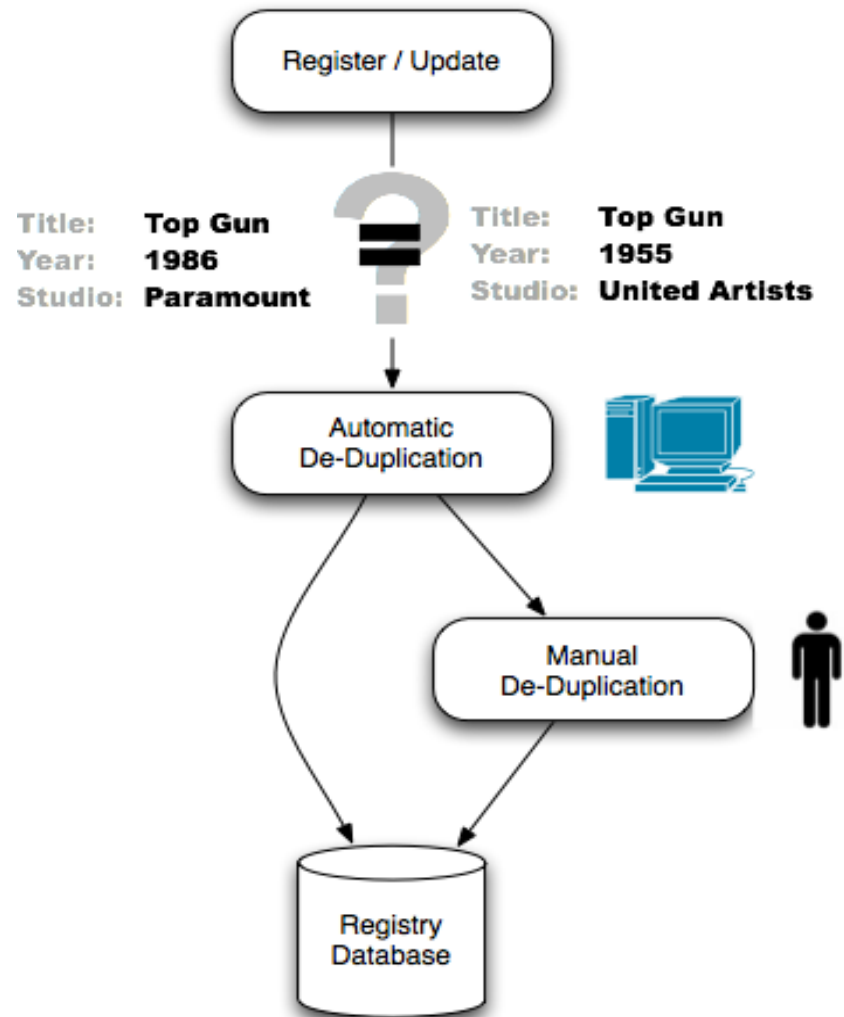 Register / Update
Title: Top Gun
Year: 1986
Studio: Paramount
?
=
Title: Top Gun
Year: 1955
Studio: United Artists
Automatic
De-Duplication
Manual
De-Duplication
Registry
Database